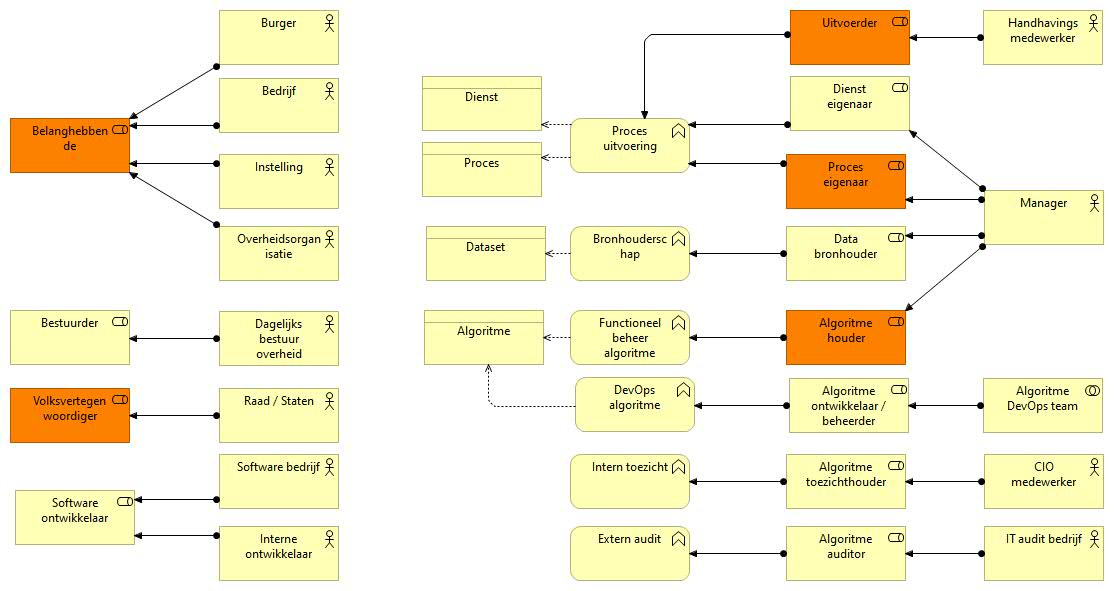 Burger
Bedrijf
Belanghebben
de
Instelling
Overheidsorgan
isatie
Bestuurder
Dagelijks
bestuur
overheid
Volksvertegen
woordiger
Raad / Staten
Software bedrijf
Software
ontwikkelaar
Interne
ontwikkelaar
Uitvoerder
Handhavings
medewerker
Dienst
Dienst
eigenaar
Proces
uitvoering
Proces
Proces
eigenaar
Manager
Dataset
Bronhoudersc
hap
Data
bronhouder
Algoritme
Functioneel
beheer
algoritme
Algoritme
houder
DevOps
algoritme
Algoritme
ontwikkelaar /
beheerder
Algoritme
DevOps team
Intern toezicht
Algoritme
toezichthouder
CIO
medewerker
Extern audit
Algoritme
auditor
IT audit bedrijf